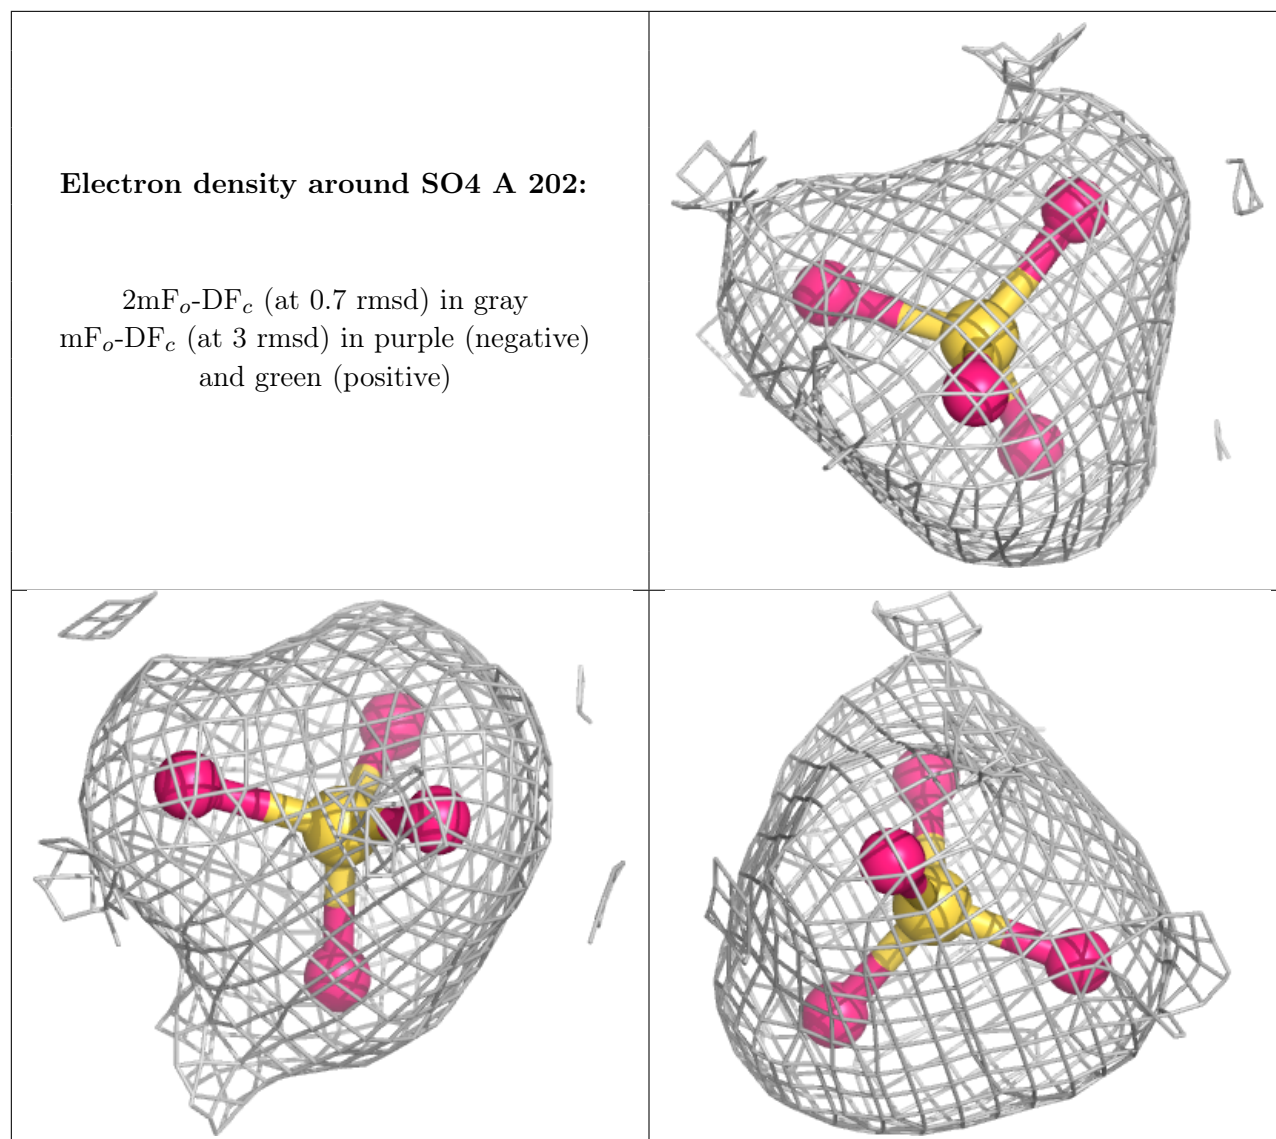 Electron density around SO4 A 202:
2mFo-DFc (at 0.7 rmsd) in gray
mFo-DFc (at 3 rmsd) in purple (negative)
and green (positive)